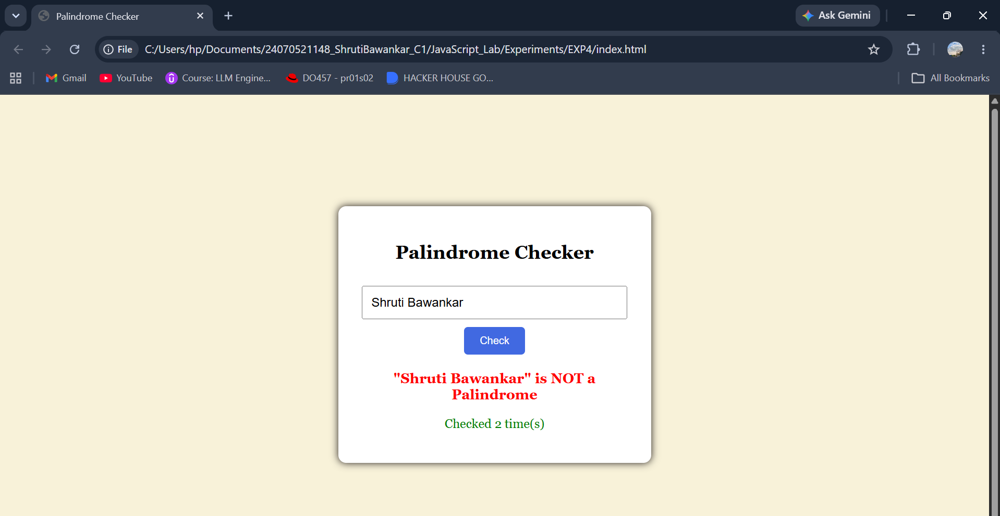 Palindrome Checker
Ask Gemini
File
C:/Users/hp/Documents/24070521148_ShrutiBawankar_C1/JavaScript_Lab/Experiments/EXP4/index.html
Gmail
YouTube
Course: LLM Engine...
DO457 - pr01s02
HACKER HOUSE GO...
All Bookmarks
Palindrome Checker
Shruti Bawankar
Check
"Shruti Bawankar" is NOT a
Palindrome
Checked 2 time(s)